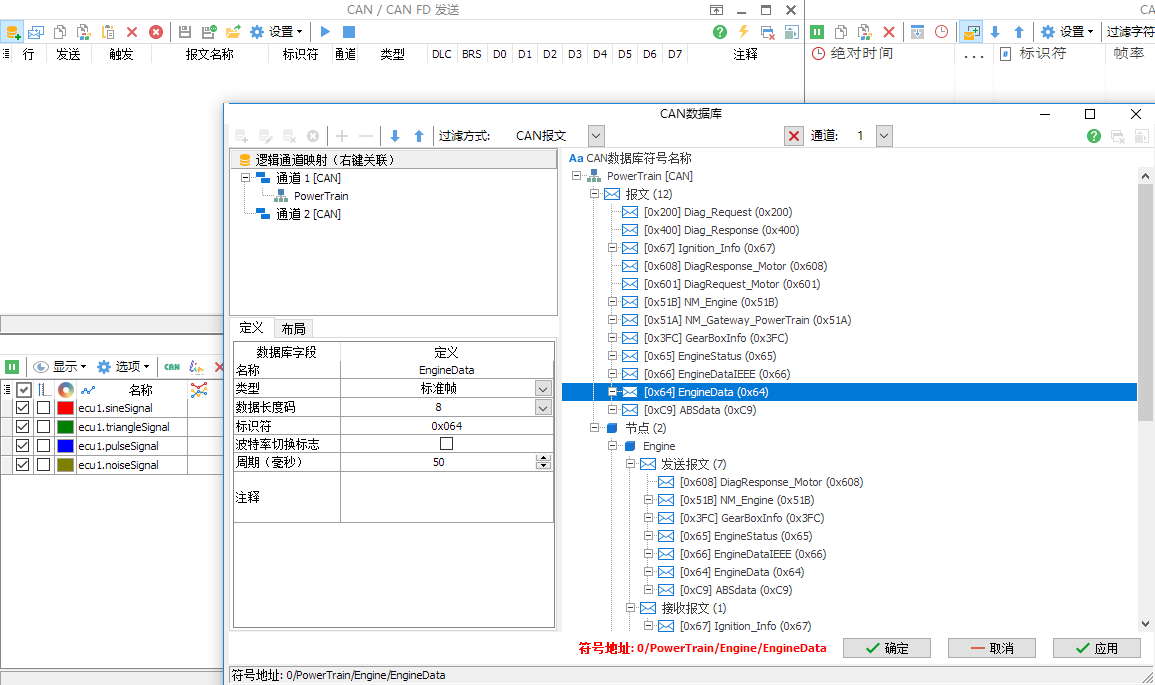 CAN / CAN FD 发送
CA
设置
设置
过滤字符
行 发送 触发 报文名称 标识符 通道 类型 DLC BRS D0 D1 D2 D3 D4 D5 D6 D7 注释
绝对时间 ... 标识符 帧率
CAN数据库
过滤方式: CAN报文
通道: 1
逻辑通道映射（右键关联）
通道 1 [CAN]
PowerTrain
通道 2 [CAN]
Aa CAN数据库符号名称
PowerTrain [CAN]
报文 (12)
[0x200] Diag_Request (0x200)
[0x400] Diag_Response (0x400)
[0x67] Ignition_Info (0x67)
[0x608] DiagResponse_Motor (0x608)
[0x601] DiagRequest_Motor (0x601)
[0x51B] NM_Engine (0x51B)
[0x51A] NM_Gateway_PowerTrain (0x51A)
[0x3FC] GearBoxInfo (0x3FC)
[0x65] EngineStatus (0x65)
[0x66] EngineDataIEEE (0x66)
[0x64] EngineData (0x64)
[0xC9] ABSdata (0xC9)
节点 (2)
Engine
发送报文 (7)
[0x608] DiagResponse_Motor (0x608)
[0x51B] NM_Engine (0x51B)
[0x3FC] GearBoxInfo (0x3FC)
[0x65] EngineStatus (0x65)
[0x66] EngineDataIEEE (0x66)
[0x64] EngineData (0x64)
[0xC9] ABSdata (0xC9)
接收报文 (1)
[0x67] Ignition_Info (0x67)
定义 布局
数据库字段 定义
名称 EngineData
类型 标准帧
数据长度码 8
标识符 0x064
波特率切换标志
周期（毫秒） 50
注释
显示 选项 CAN lin
名称
ecu1.sineSignal
ecu1.triangleSignal
ecu1.pulseSignal
ecu1.noiseSignal
符号地址: 0/PowerTrain/Engine/EngineData
确定 取消 应用
符号地址: 0/PowerTrain/Engine/EngineData